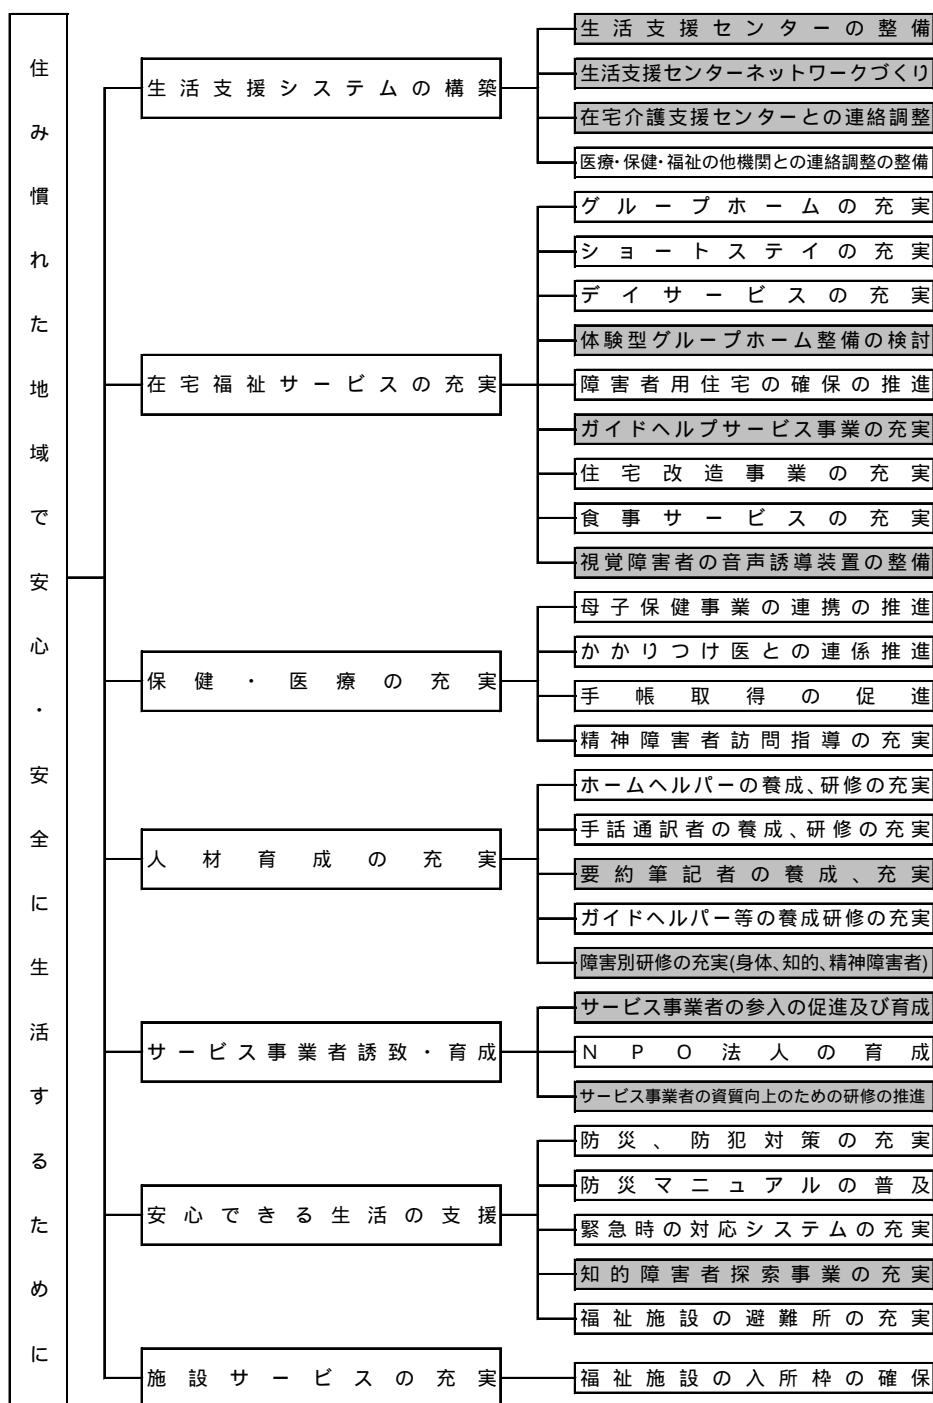 住み慣れた地域で安心・安全に生活するために
生活支援システムの構築
生活支援センターの整備
生活支援センターネットワークづくり
在宅介護支援センターとの連絡調整
医療・保健・福祉の他機関との連絡調整の整備
在宅福祉サービスの充実
グループホームの充実
ショートステイの充実
デイサービスの充実
体験型グループホーム整備の検討
障害者用住宅の確保の推進
ガイドヘルプサービス事業の充実
住宅改造事業の充実
食事サービスの充実
視覚障害者の音声誘導装置の整備
保健・医療の充実
母子保健事業の連携の推進
かかりつけ医との連係推進
手帳取得の促進
精神障害者訪問指導の充実
人材育成の充実
ホームヘルパーの養成、研修の充実
手話通訳者の養成、研修の充実
要約筆記者の養成、充実
ガイドヘルパー等の養成研修の充実
障害別研修の充実(身体、知的、精神障害者)
サービス事業者誘致・育成
サービス事業者の参入の促進及び育成
NPO法人の育成
サービス事業者の資質向上のための研修の推進
安心できる生活の支援
防災、防犯対策の充実
防災マニュアルの普及
緊急時の対応システムの充実
知的障害者探索事業の充実
福祉施設の避難所の充実
施設サービスの充実
福祉施設の入所枠の確保